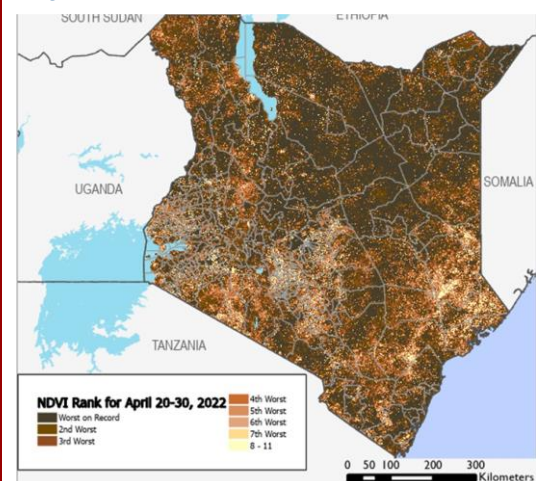 SOUTH SUDAN
ETHIOPIA
UGANDA
SOMALIA
TANZANIA
NDVI Rank for April 20-30, 2022
Worst on Record
2nd Worst
3rd Worst
4th Worst
5th Worst
6th Worst
7th Worst
8 - 11
0 50 100 200 300
Kilometers